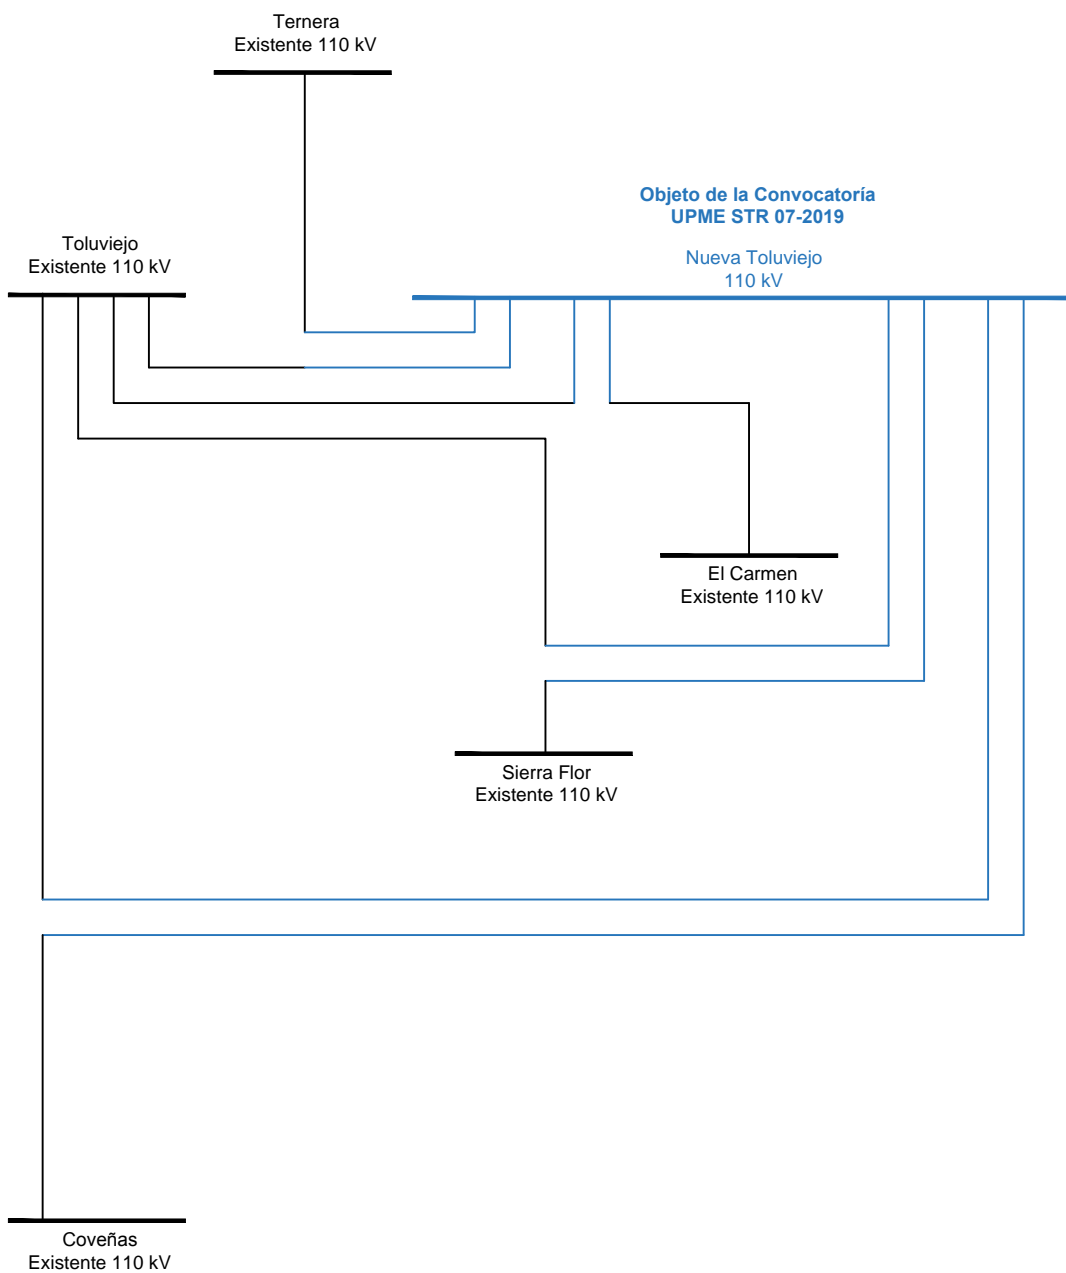 Ternera
Existente 110 kV
Objeto de la Convocatoría
UPME STR 07-2019
Toluviejo
Existente 110 kV
Nueva Toluviejo
110 kV
El Carmen
Existente 110 kV
Sierra Flor
Existente 110 kV
Coveñas
Existente 110 kV